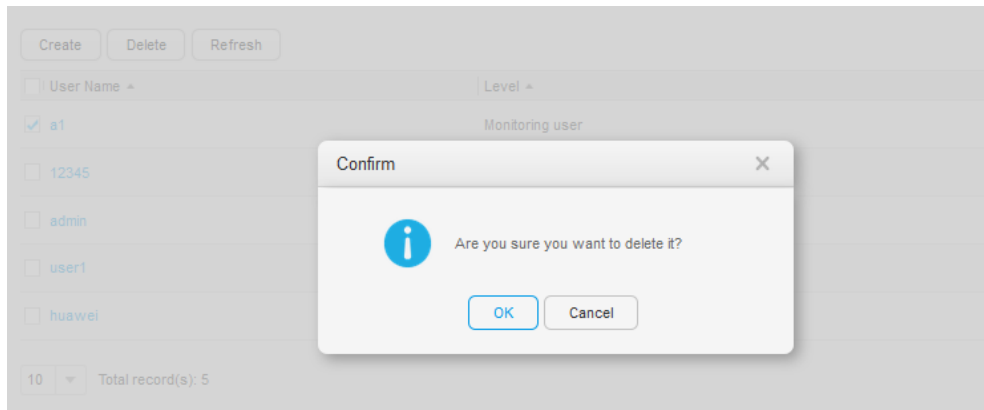 Create Delete Refresh
User Name Level
a1 Monitoring user
Confirm
12345
admin
Are you sure you want to delete it?
user1
OK Cancel
huawei
10 Total record(s): 5